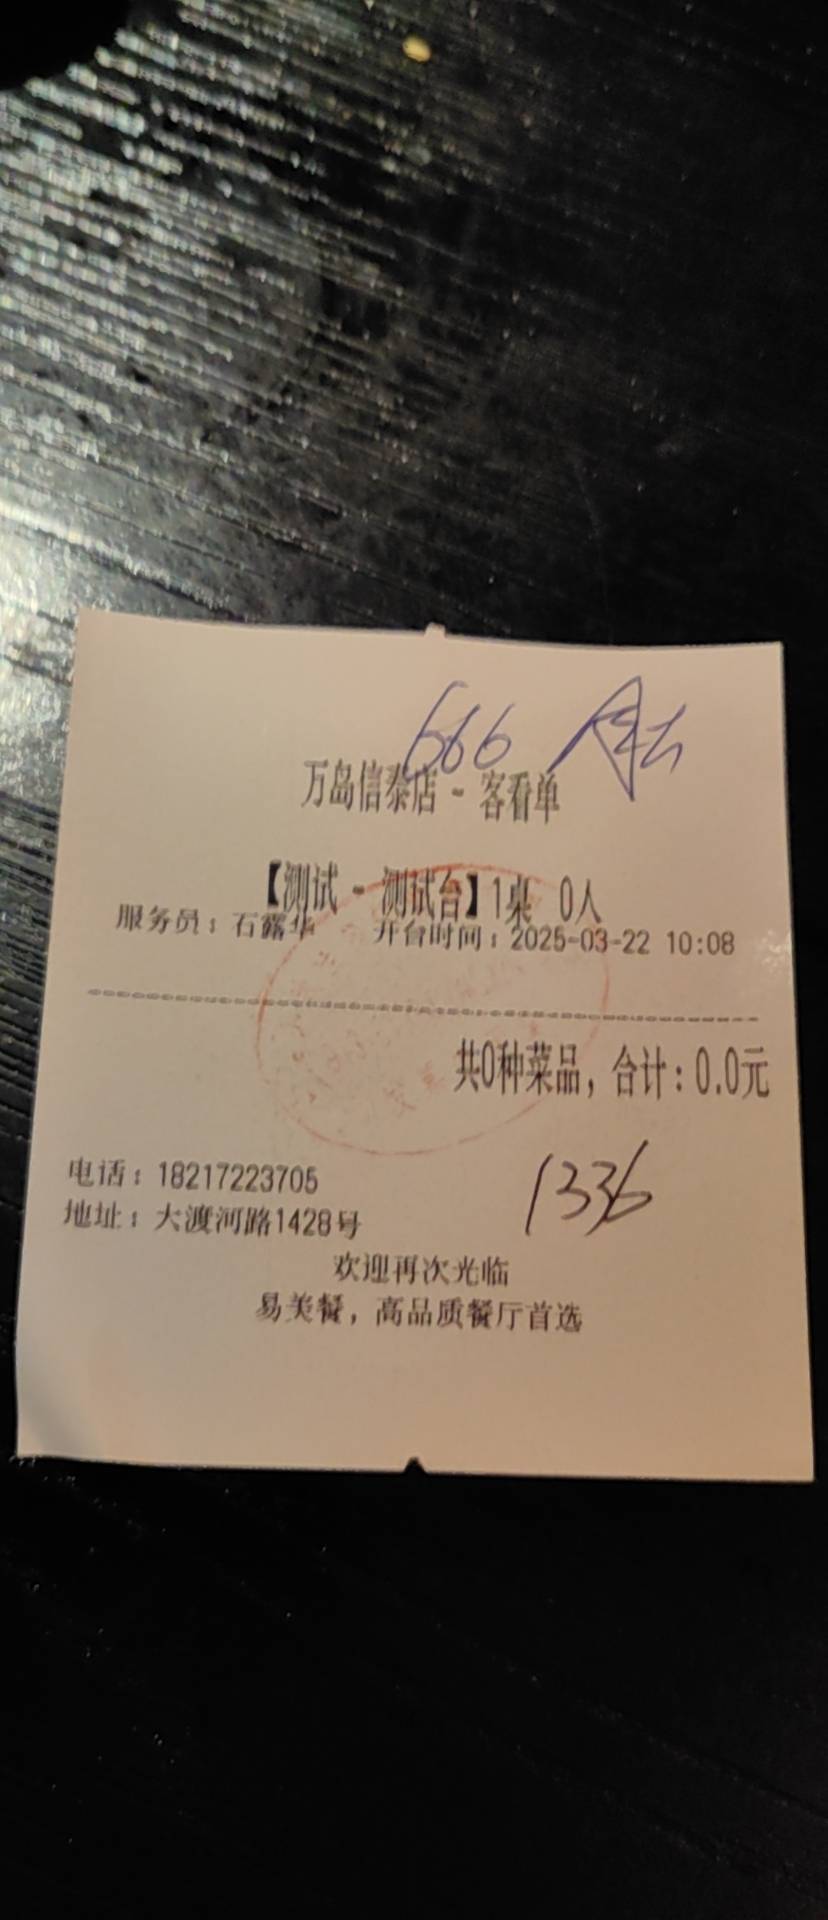 666
万岛信泰店 - 客看单
【测试 - 测试台】1桌 0人
服务员：石露华 开台时间：2025-03-22 10:08
共0种菜品，合计：0.0元
1336
电话：18217223705
地址：大渡河路1428号
欢迎再次光临
易美餐，高品质餐厅首选